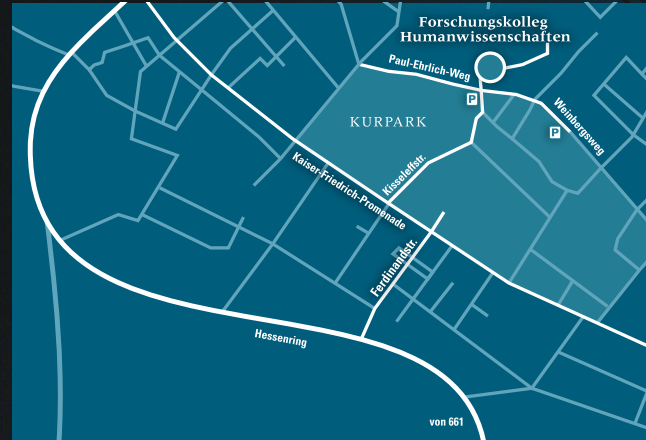 Forschungskolleg
Humanwissenschaften
Paul-Ehrlich-Weg
P
Weinbergsweg
KURPARK
P
Kisseleffstr.
Kaiser-Friedrich-Promenade
Ferdinandstr.
Hessenring
von 661